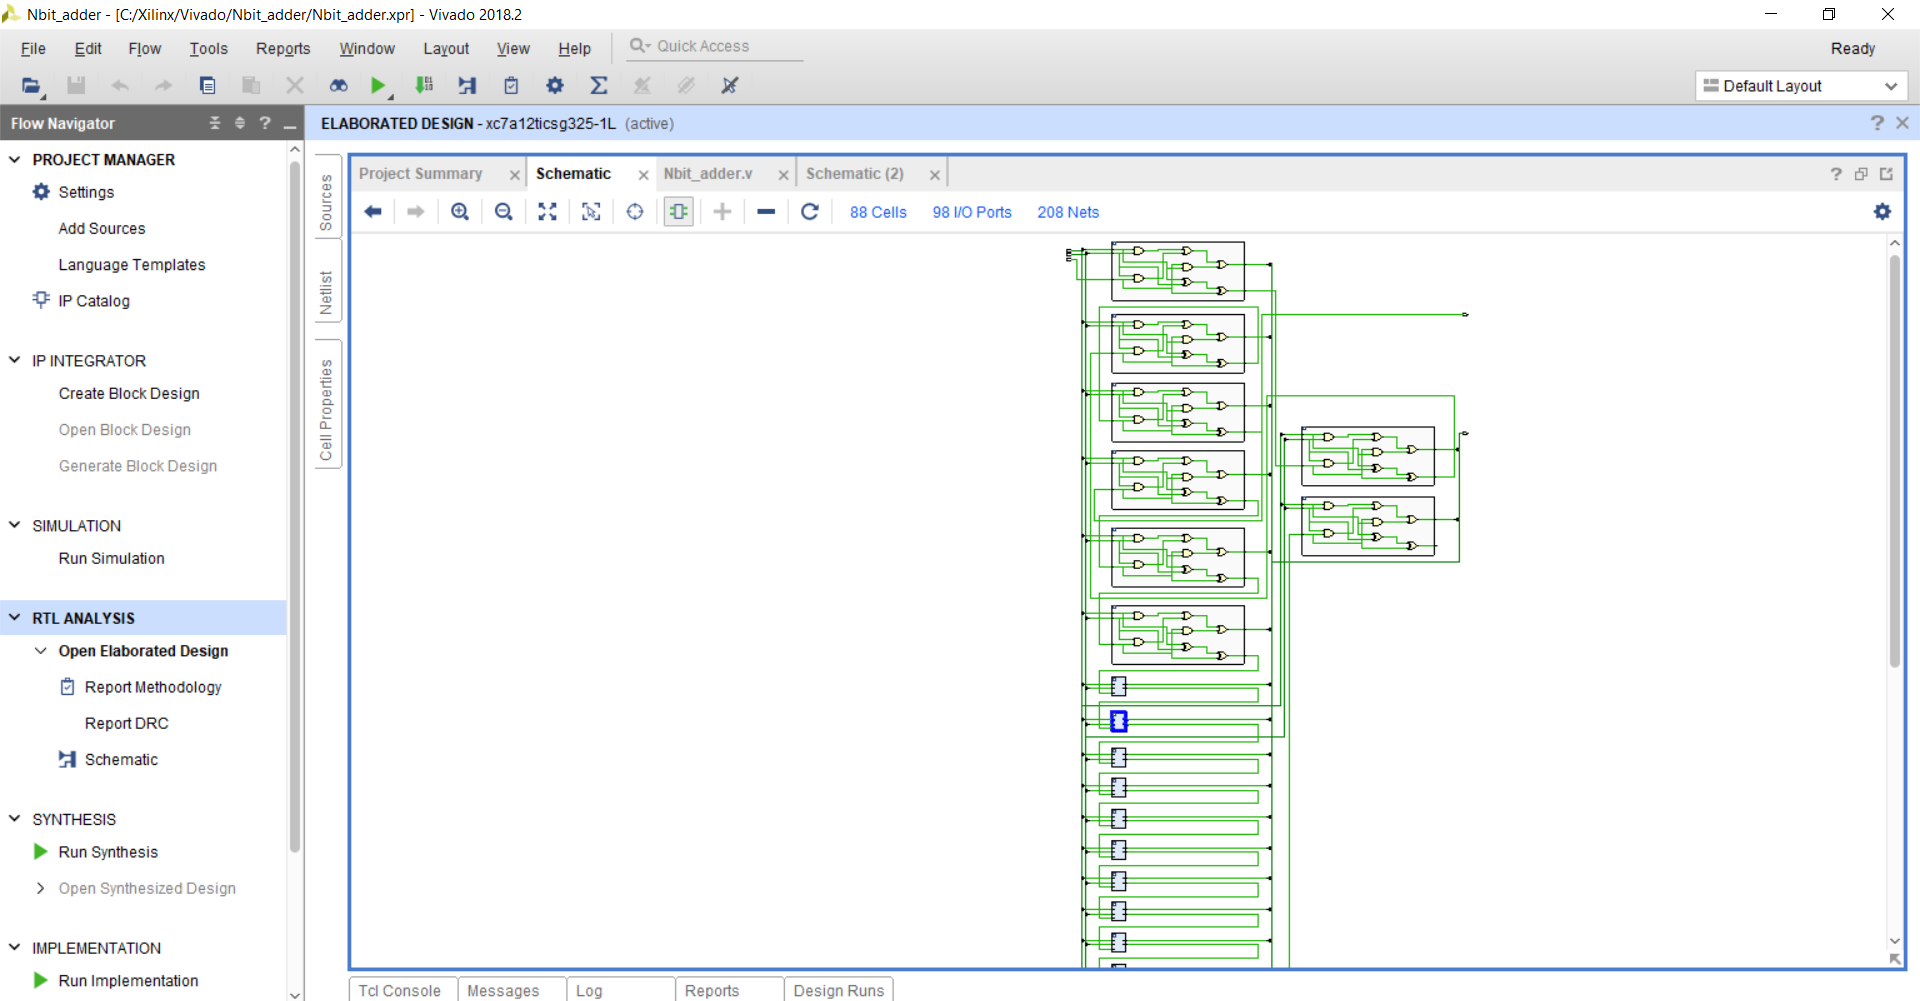 Nbit_adder - [C:/Xilinx/Vivado/Nbit_adder/Nbit_adder.xpr] - Vivado 2018.2
File Edit Flow Tools Reports Window Layout View Help Quick Access Ready
Default Layout
Flow Navigator
ELABORATED DESIGN - xc7a12ticsg325-1L (active)
PROJECT MANAGER
Settings
Add Sources
Language Templates
IP Catalog
IP INTEGRATOR
Create Block Design
Open Block Design
Generate Block Design
SIMULATION
Run Simulation
RTL ANALYSIS
Open Elaborated Design
Report Methodology
Report DRC
Schematic
SYNTHESIS
Run Synthesis
Open Synthesized Design
IMPLEMENTATION
Run Implementation
Sources
Netlist
Cell Properties
Project Summary Schematic Nbit_adder.v Schematic (2)
88 Cells 98 I/O Ports 208 Nets
Tcl Console Messages Log Reports Design Runs